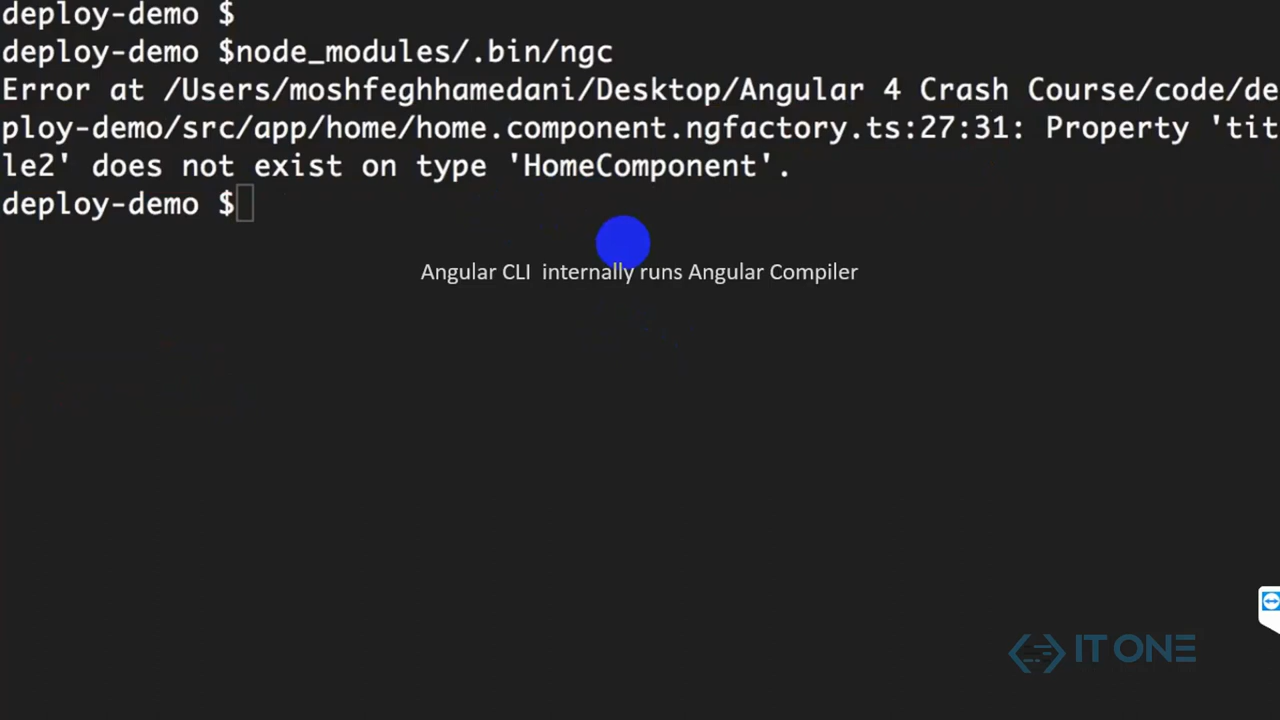 deploy-demo $
deploy-demo $node_modules/.bin/ngc
Error at /Users/moshfeghhamedani/Desktop/Angular 4 Crash Course/code/de
ploy-demo/src/app/home/home.component.ngfactory.ts:27:31: Property 'tit
le2' does not exist on type 'HomeComponent'.
deploy-demo $
Angular CLI  internally runs Angular Compiler
IT ONE